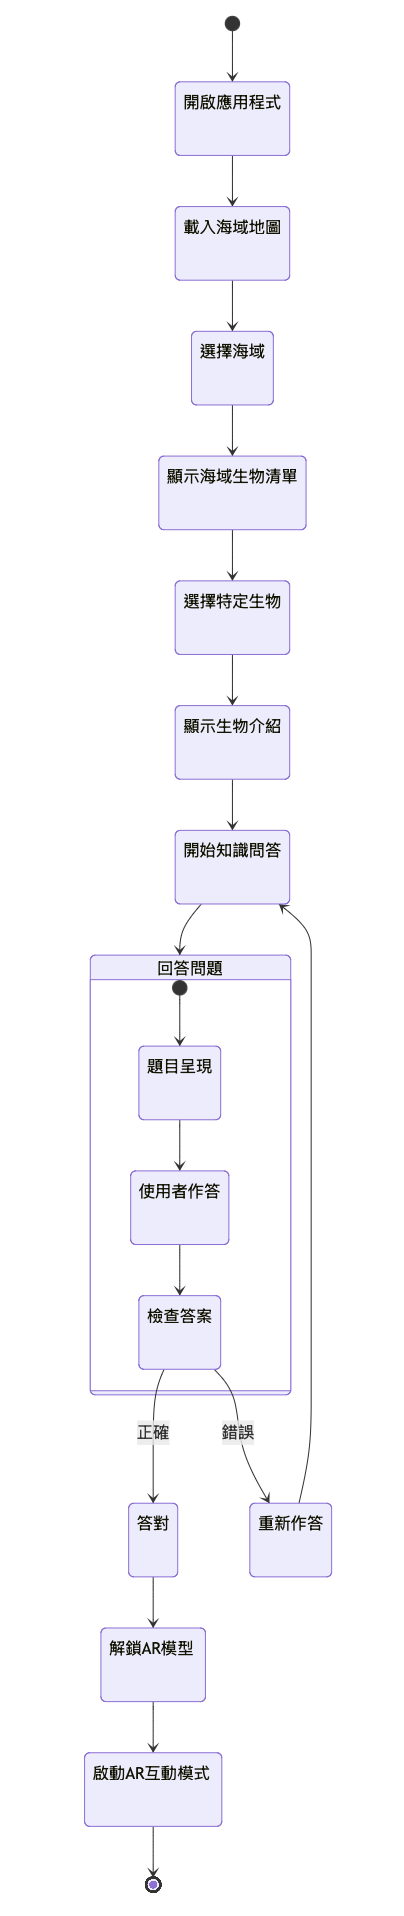 開啟應用程式
載入海域地圖
選擇海域
顯示海域生物清單
選擇特定生物
顯示生物介紹
開始知識問答
回答問題
題目呈現
使用者作答
檢查答案
正確
錯誤
答對
重新作答
解鎖AR模型
啟動AR互動模式